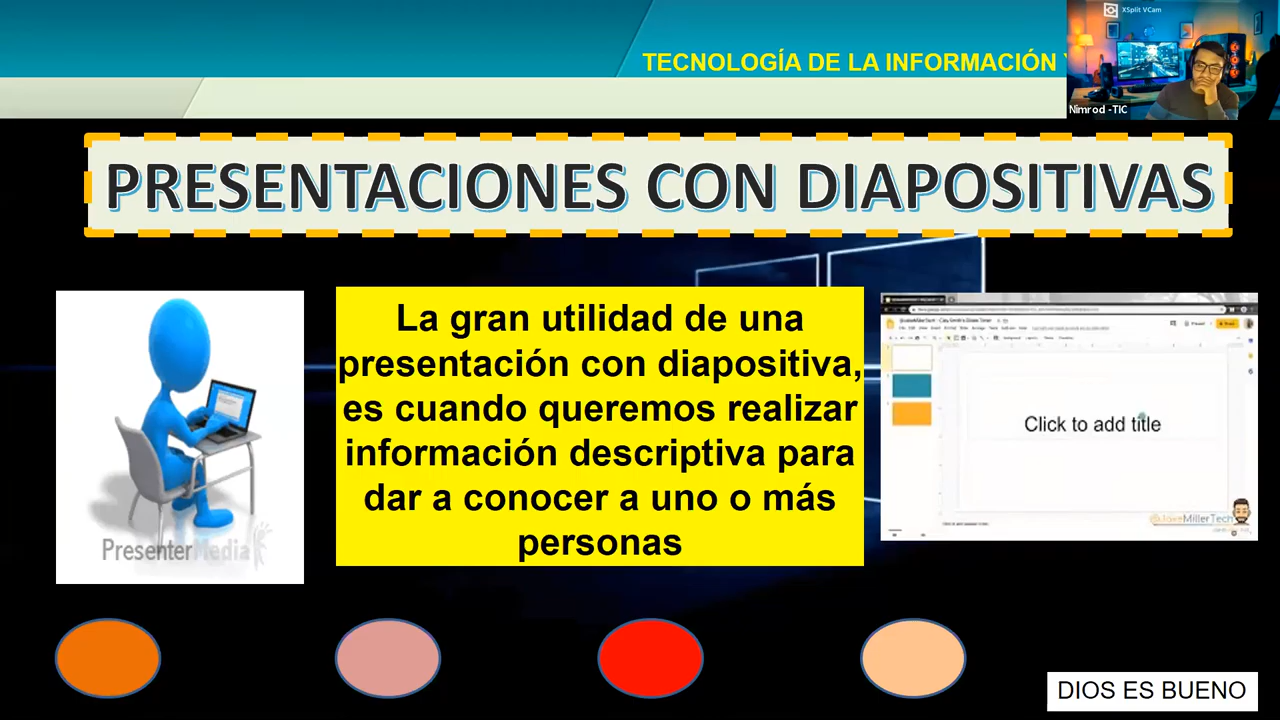 XSplit VCam
TECNOLOGÍA DE LA INFORMACIÓN
Nimrod -TIC
PRESENTACIONES CON DIAPOSITIVAS
La gran utilidad de una
presentación con diapositiva,
es cuando queremos realizar
información descriptiva para
dar a conocer a uno o más
personas
PresenterMedia
Click to add title
@JakeMillerTech
DIOS ES BUENO